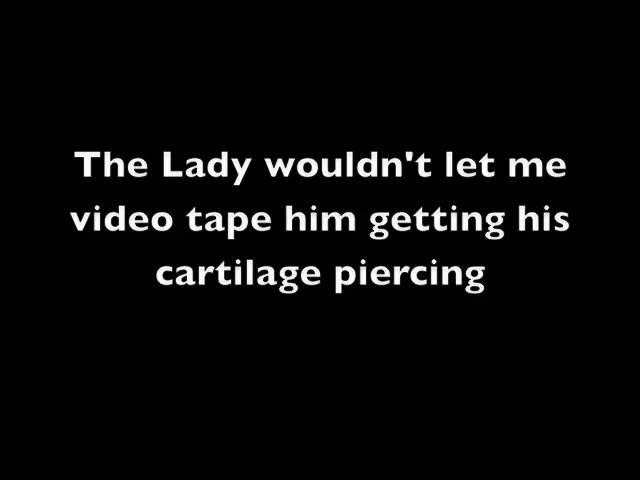 The Lady wouldn't let me
video tape him getting his
cartilage piercing